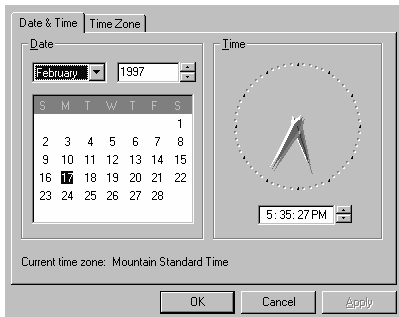 Date & Time Time Zone
Date Time
February 1997
S M T W T F S
1
2 3 4 5 6 7 8
9 10 11 12 13 14 15
16 17 18 19 20 21 22
23 24 25 26 27 28
5:35:27 PM
Current time zone: Mountain Standard Time
OK Cancel Apply